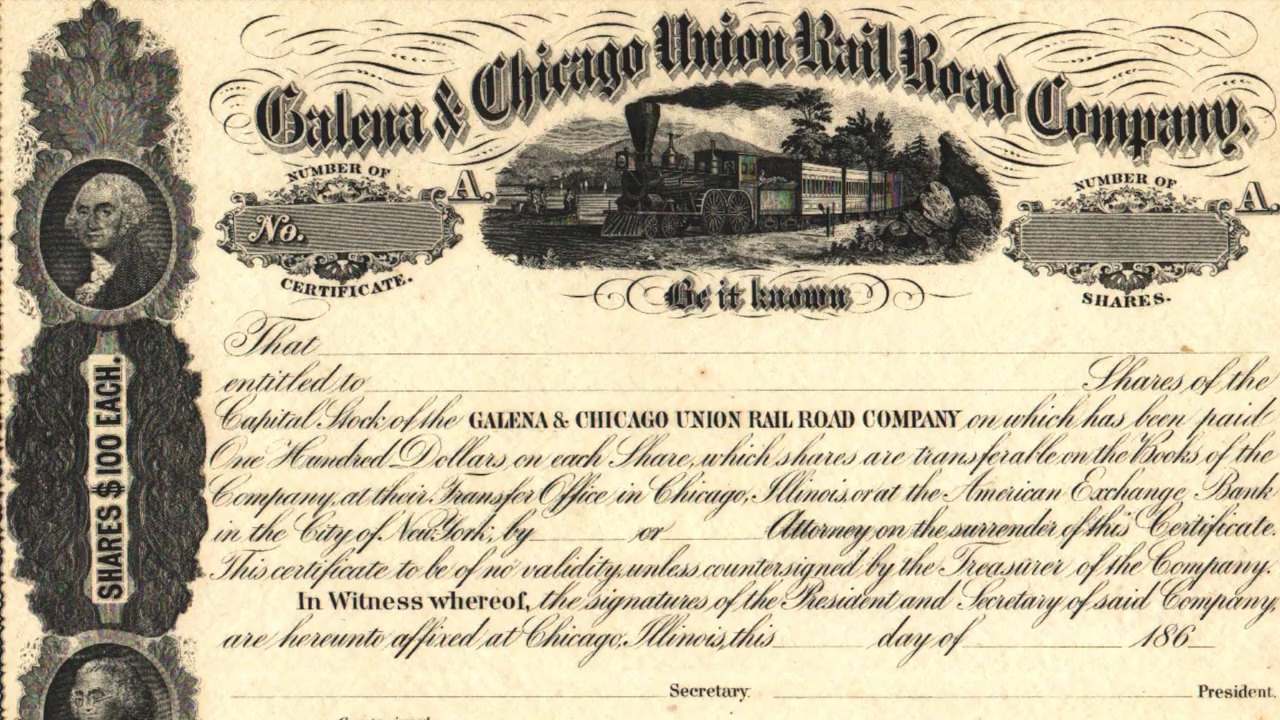 Galena & Chicago Union Rail Road Company.
NUMBER OF
A.
NUMBER OF
A.
No.
CERTIFICATE.
SHARES.
Be it known
That
entitled to Shares of the
Capital Stock of the GALENA & CHICAGO UNION RAIL ROAD COMPANY on which has been paid
One Hundred Dollars on each Share, which shares are transferable on the Books of the
Company, at their Transfer Office in Chicago, Illinois, or at the American Exchange Bank
in the City of New York, by or Attorney on the surrender of this Certificate.
This certificate to be of no validity unless countersigned by the Treasurer of the Company.
In Witness whereof, the signatures of the President and Secretary of said Company,
are hereunto affixed at Chicago, Illinois, this day of 186
Secretary. President.
SHARES $100 EACH.